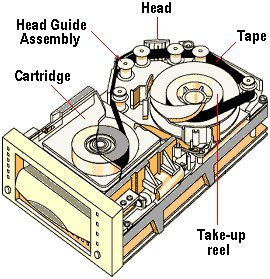 Head
Head Guide
Assembly
Tape
Cartridge
Take-up
reel